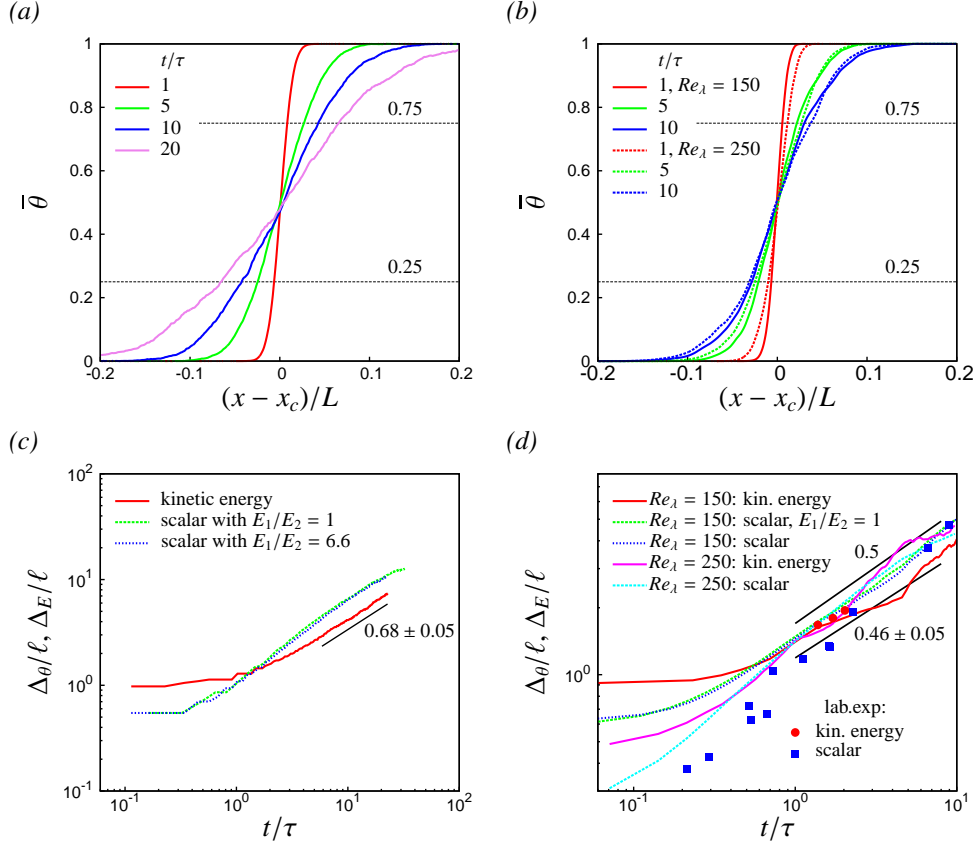 (a)
1
0.8
0.6
0.4
0.2
0
θ̅
t/τ
1
5
10
20
0.75
0.25
-0.2
-0.1
0
0.1
0.2
(x − x_c)/L
(b)
1
0.8
0.6
0.4
0.2
0
θ̅
t/τ
1, Re_λ = 150
5
10
1, Re_λ = 250
5
10
0.75
0.25
-0.2
-0.1
0
0.1
0.2
(x − x_c)/L
(c)
10^2
10^1
10^0
10^-1
Δ_θ/ℓ, Δ_E/ℓ
kinetic energy
scalar with E_1/E_2 = 1
scalar with E_1/E_2 = 6.6
0.68 ± 0.05
10^-1
10^0
10^1
10^2
t/τ
(d)
10^0
Δ_θ/ℓ, Δ_E/ℓ
Re_λ = 150: kin. energy
Re_λ = 150: scalar, E_1/E_2 = 1
Re_λ = 150: scalar
Re_λ = 250: kin. energy
Re_λ = 250: scalar
0.5
0.46 ± 0.05
lab.exp:
kin. energy
scalar
10^-1
10^0
10^1
t/τ